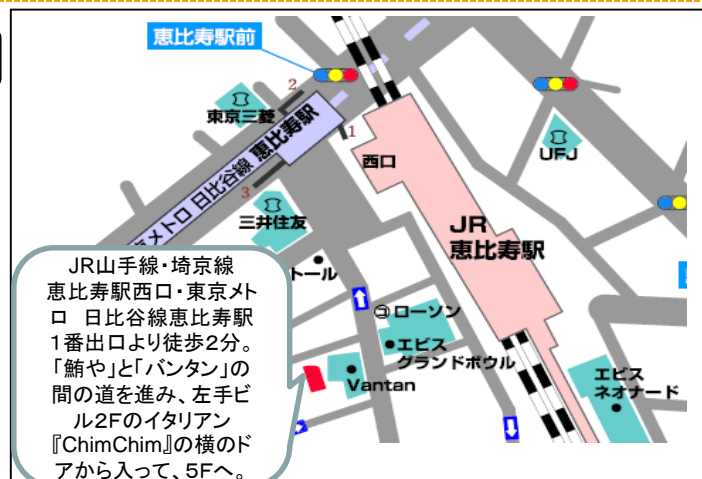 恵比寿駅前
2
東京三菱
1
メトロ 日比谷線 恵比寿駅
西口
UFJ
3
三井住友
JR
恵比寿駅
トール
ローソン
エビス
グランドボウル
Vantan
エビス
ネオナード
JR山手線・埼京線
恵比寿駅西口・東京メト
ロ 日比谷線恵比寿駅
1番出口より徒歩2分。
「鮪や」と「バンタン」の
間の道を進み、左手ビ
ル2Fのイタリアン
『ChimChim』の横のド
アから入って、5Fへ。